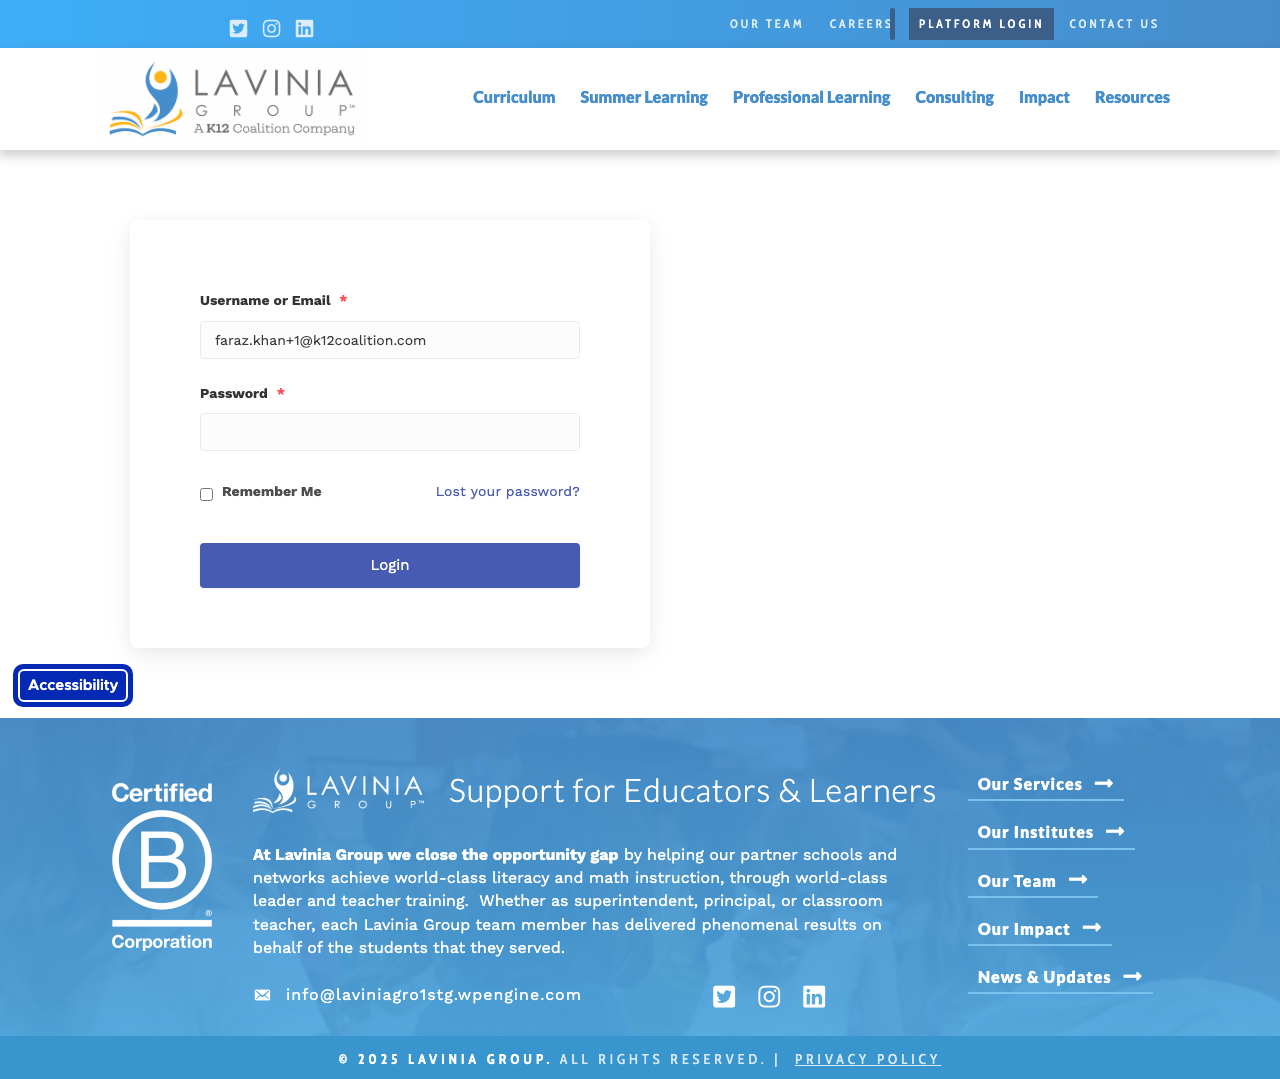 OUR TEAM CAREERS PLATFORM LOGIN CONTACT US
LAVINIA
GROUP™
A K12 Coalition Company
Curriculum Summer Learning Professional Learning Consulting Impact Resources
Username or Email *
faraz.khan+1@k12coalition.com
Password *
Remember Me Lost your password?
Login
Accessibility
Certified
B
®
Corporation
LAVINIA
GROUP™
Support for Educators & Learners
At Lavinia Group we close the opportunity gap by helping our partner schools and
networks achieve world-class literacy and math instruction, through world-class
leader and teacher training. Whether as superintendent, principal, or classroom
teacher, each Lavinia Group team member has delivered phenomenal results on
behalf of the students that they served.
info@laviniagro1stg.wpengine.com
Our Services
Our Institutes
Our Team
Our Impact
News & Updates
© 2025 LAVINIA GROUP. ALL RIGHTS RESERVED. | PRIVACY POLICY